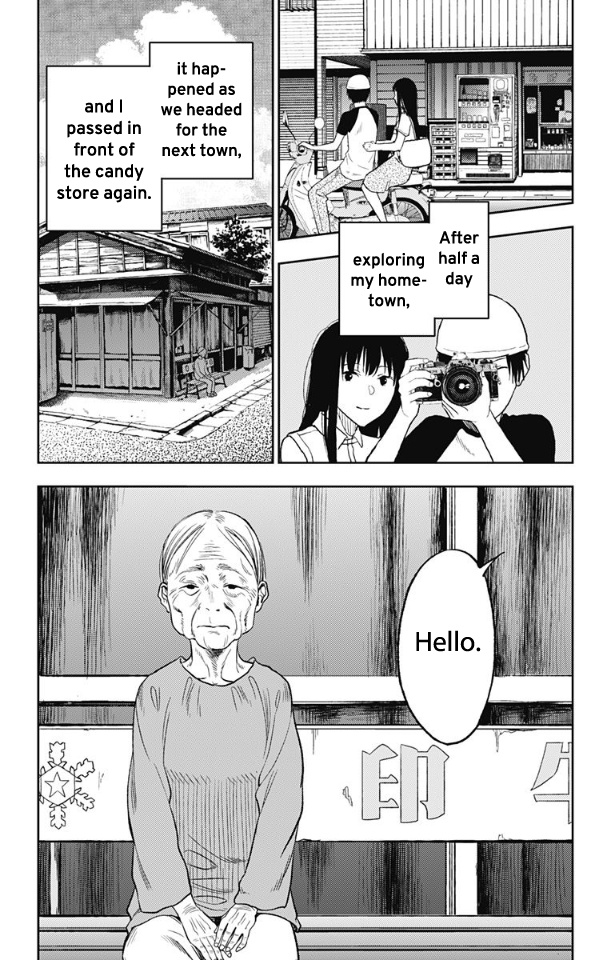 After
half a
day
exploring
my home-
town,
it hap-
pened as
we headed
for the
next town,
and I
passed in
front of
the candy
store again.
Hello.
印 牛